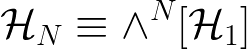 ℋ_N ≡ ∧^N[ℋ_1]